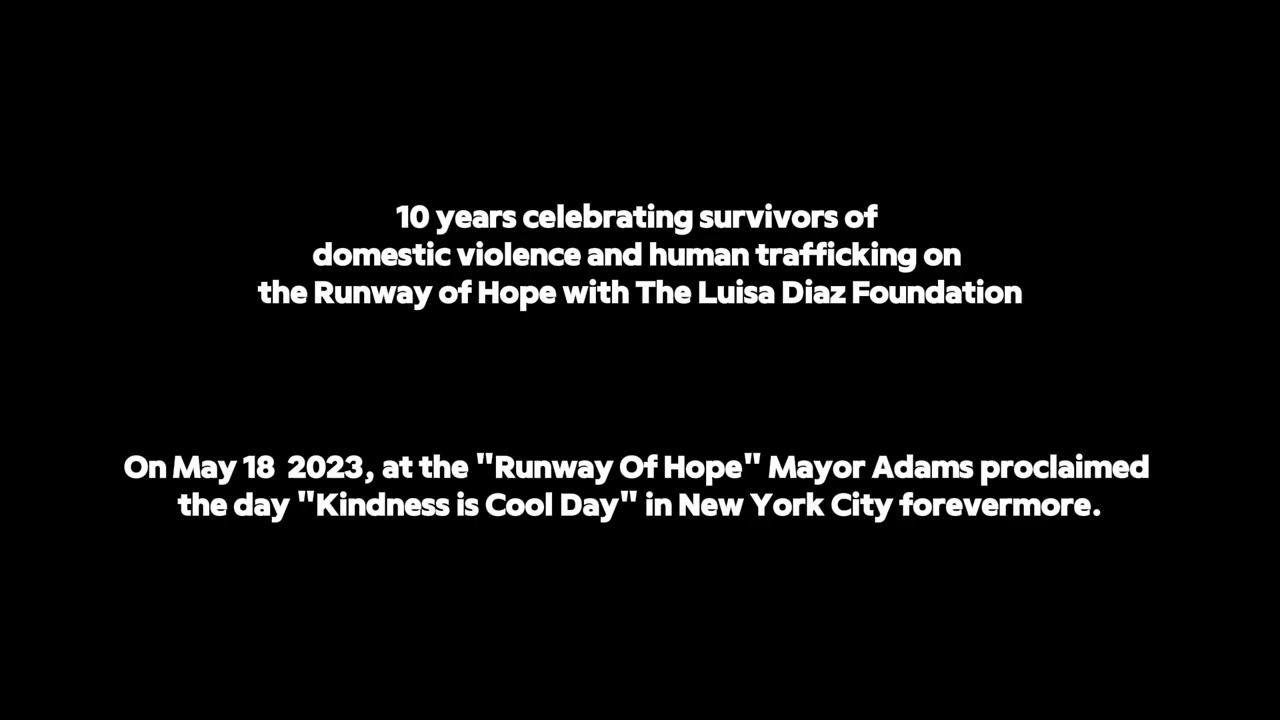 10 years celebrating survivors of
domestic violence and human trafficking on
the Runway of Hope with The Luisa Diaz Foundation
On May 18  2023, at the "Runway Of Hope" Mayor Adams proclaimed
the day "Kindness is Cool Day" in New York City forevermore.